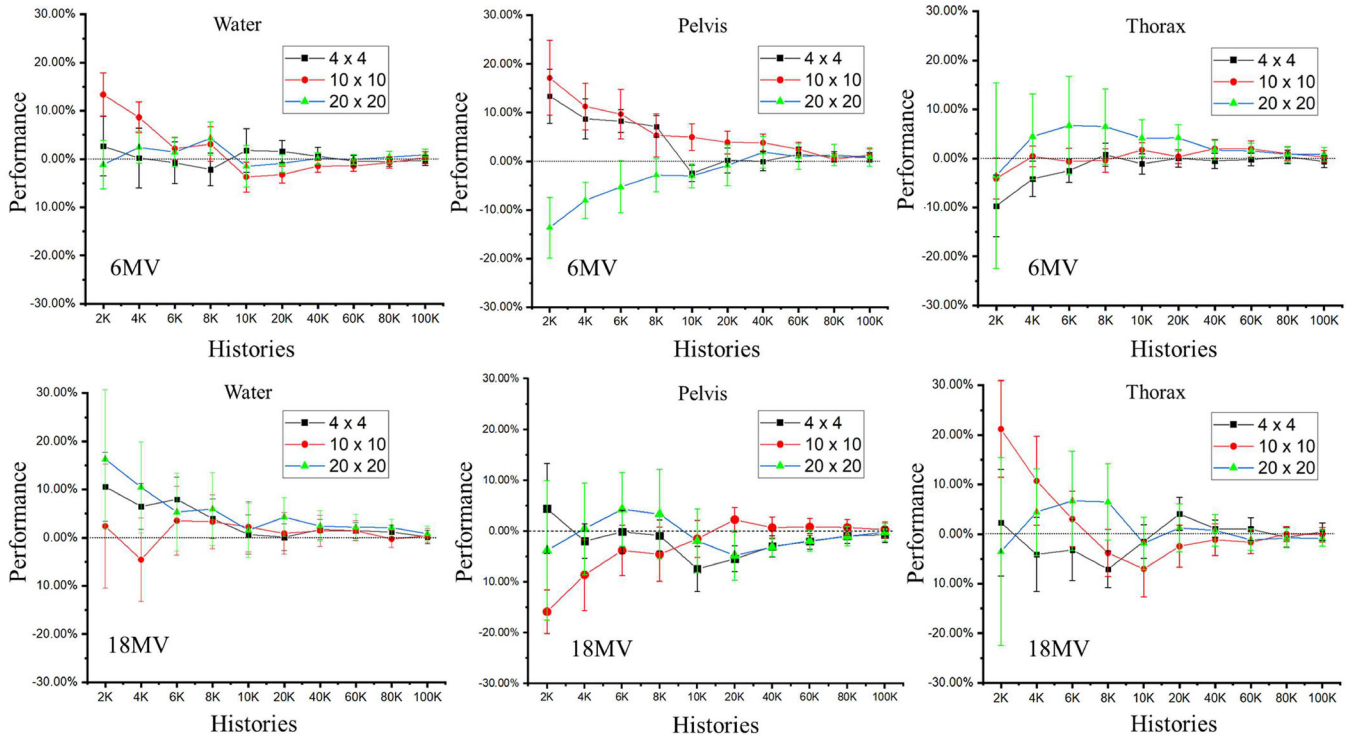 Water
Performance
30.00%
20.00%
10.00%
0.00%
-10.00%
-20.00%
-30.00%
4 x 4
10 x 10
20 x 20
6MV
2K 4K 6K 8K 10K 20K 40K 60K 80K 100K
Histories
Pelvis
Performance
30.00%
20.00%
10.00%
0.00%
-10.00%
-20.00%
-30.00%
4 x 4
10 x 10
20 x 20
6MV
2K 4K 6K 8K 10K 20K 40K 60K 80K 100K
Histories
Thorax
Performance
30.00%
20.00%
10.00%
0.00%
-10.00%
-20.00%
-30.00%
4 x 4
10 x 10
20 x 20
6MV
2K 4K 6K 8K 10K 20K 40K 60K 80K 100K
Histories
Water
Performance
30.00%
20.00%
10.00%
0.00%
-10.00%
-20.00%
-30.00%
4 x 4
10 x 10
20 x 20
18MV
2K 4K 6K 8K 10K 20K 40K 60K 80K 100K
Histories
Pelvis
Performance
30.00%
20.00%
10.00%
0.00%
-10.00%
-20.00%
-30.00%
4 x 4
10 x 10
20 x 20
18MV
2K 4K 6K 8K 10K 20K 40K 60K 80K 100K
Histories
Thorax
Performance
30.00%
20.00%
10.00%
0.00%
-10.00%
-20.00%
-30.00%
4 x 4
10 x 10
20 x 20
18MV
2K 4K 6K 8K 10K 20K 40K 60K 80K 100K
Histories